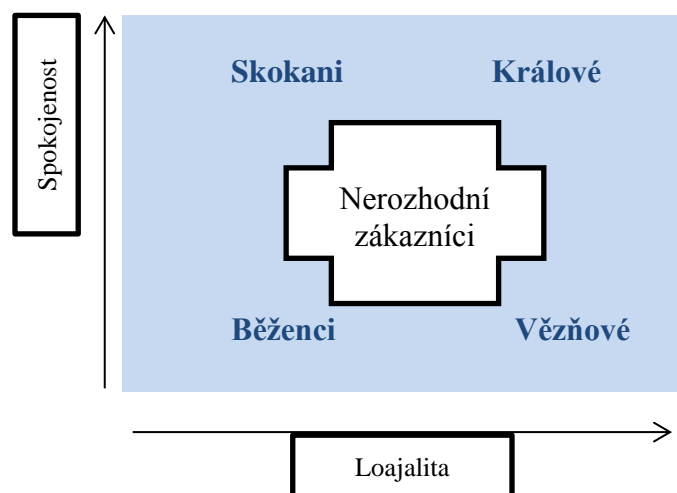 Spokojenost
Skokani
Králové
Nerozhodní
zákazníci
Běženci
Vězňové
Loajalita